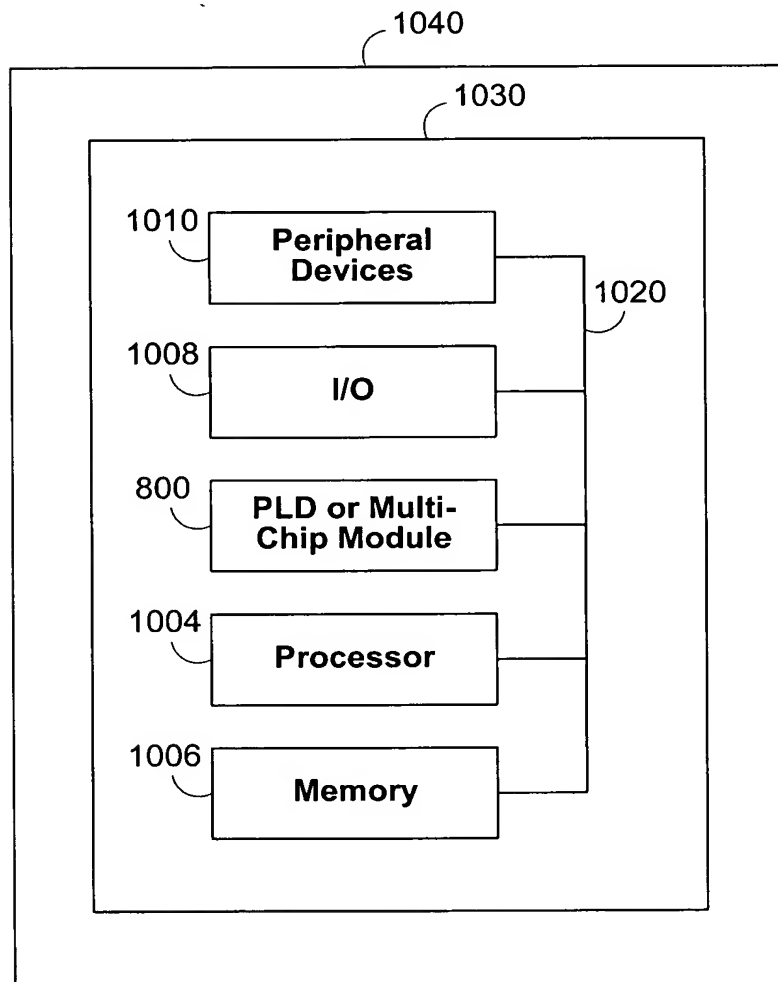 1040
1030
1010
Peripheral
Devices
1020
1008
I/O
800
PLD or Multi-
Chip Module
1004
Processor
1006
Memory